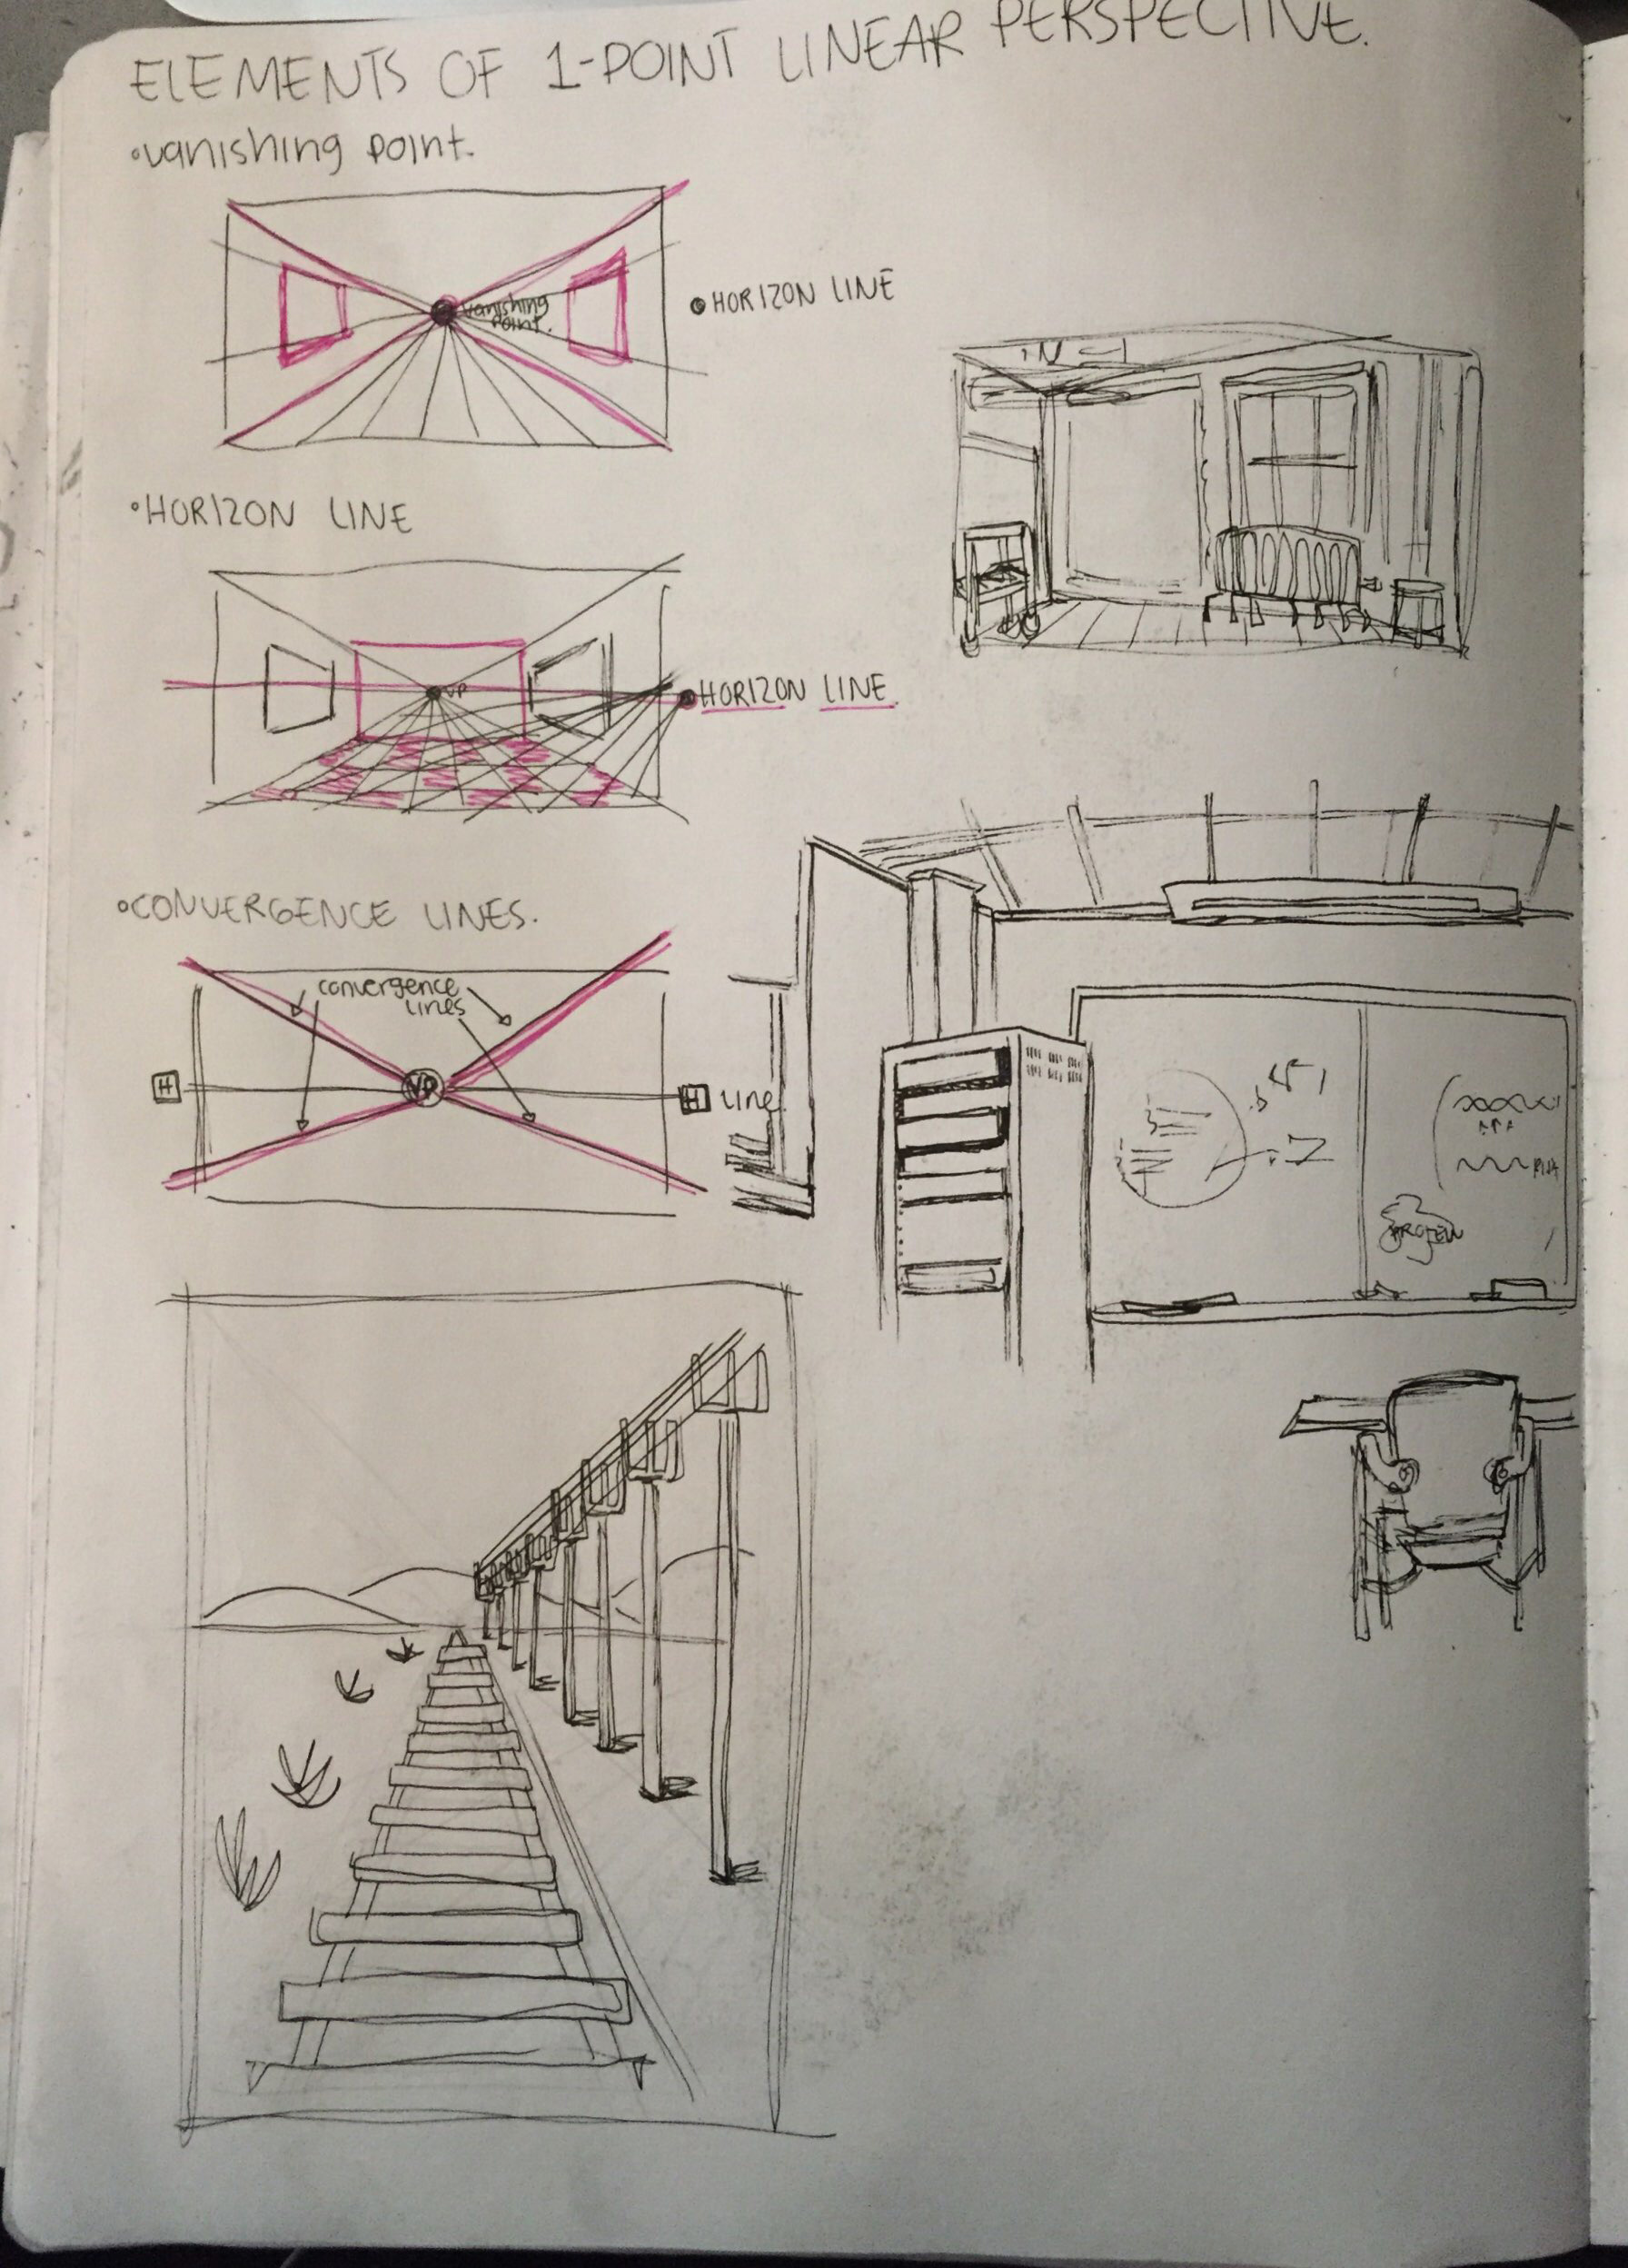 ELEMENTS OF 1-POINT LINEAR PERSPECTIVE.
•vanishing point.
vanishing
point.
• HORIZON LINE
•HORIZON LINE
VP
HORIZON LINE
•CONVERGENCE LINES.
convergence
lines
H
VP
H LINE